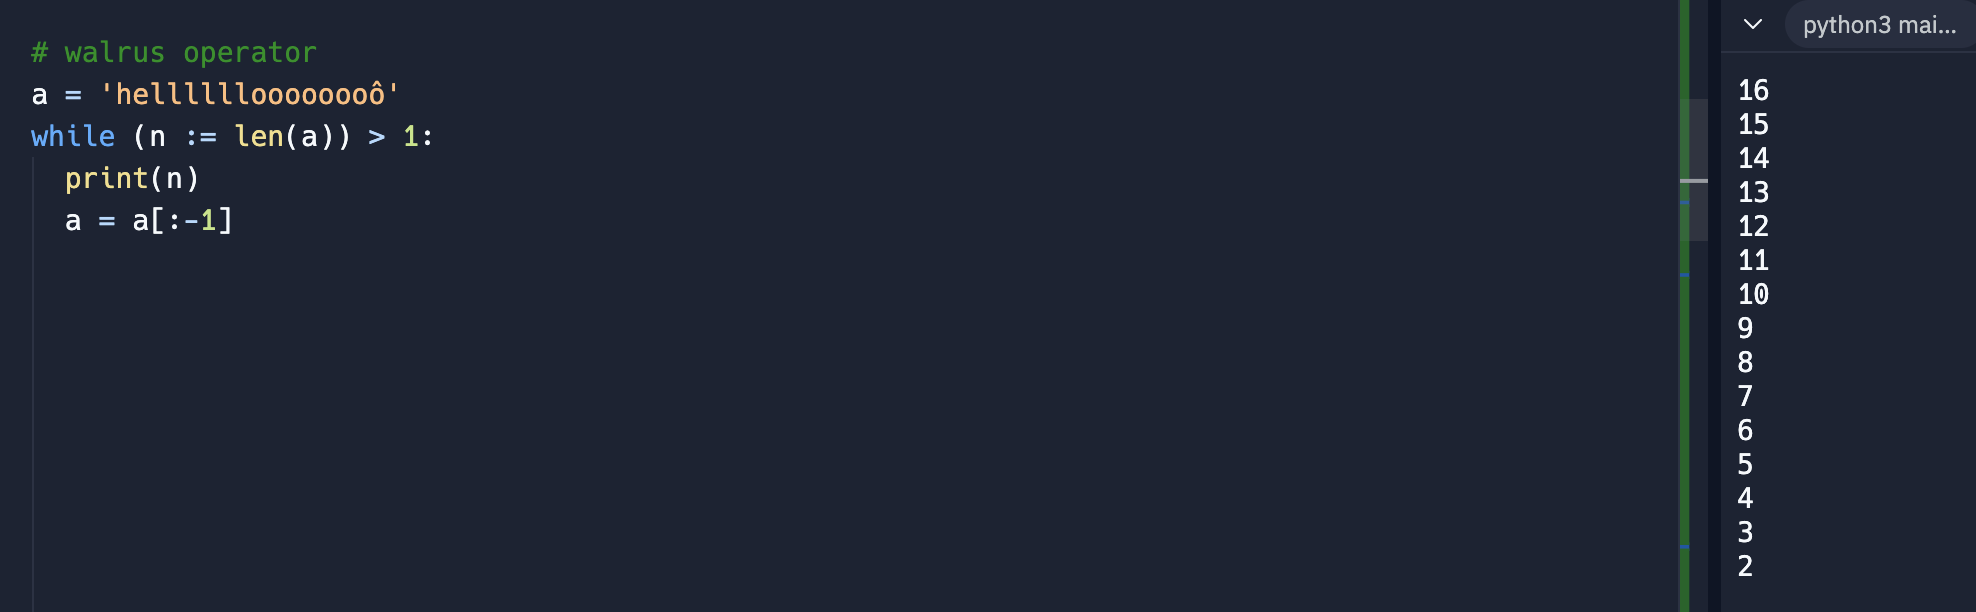 # walrus operator
a = 'helllllloooooooô'
while (n := len(a)) > 1:
  print(n)
  a = a[:-1]
python3 mai...
16
15
14
13
12
11
10
9
8
7
6
5
4
3
2